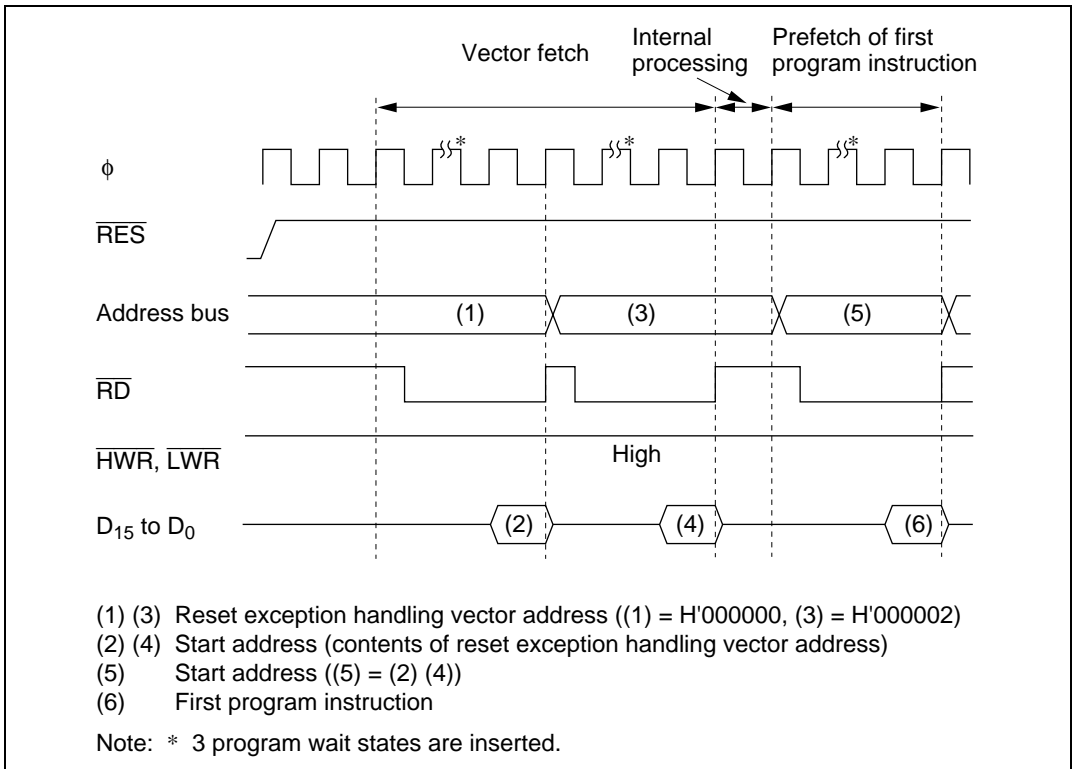 Vector fetch
Internal
processing
Prefetch of first
program instruction
*
*
*
ϕ
RES
Address bus
(1)
(3)
(5)
RD
HWR, LWR
High
D15 to D0
(2)
(4)
(6)
(1) (3) Reset exception handling vector address ((1) = H'000000, (3) = H'000002)
(2) (4) Start address (contents of reset exception handling vector address)
(5) Start address ((5) = (2) (4))
(6) First program instruction
Note: * 3 program wait states are inserted.